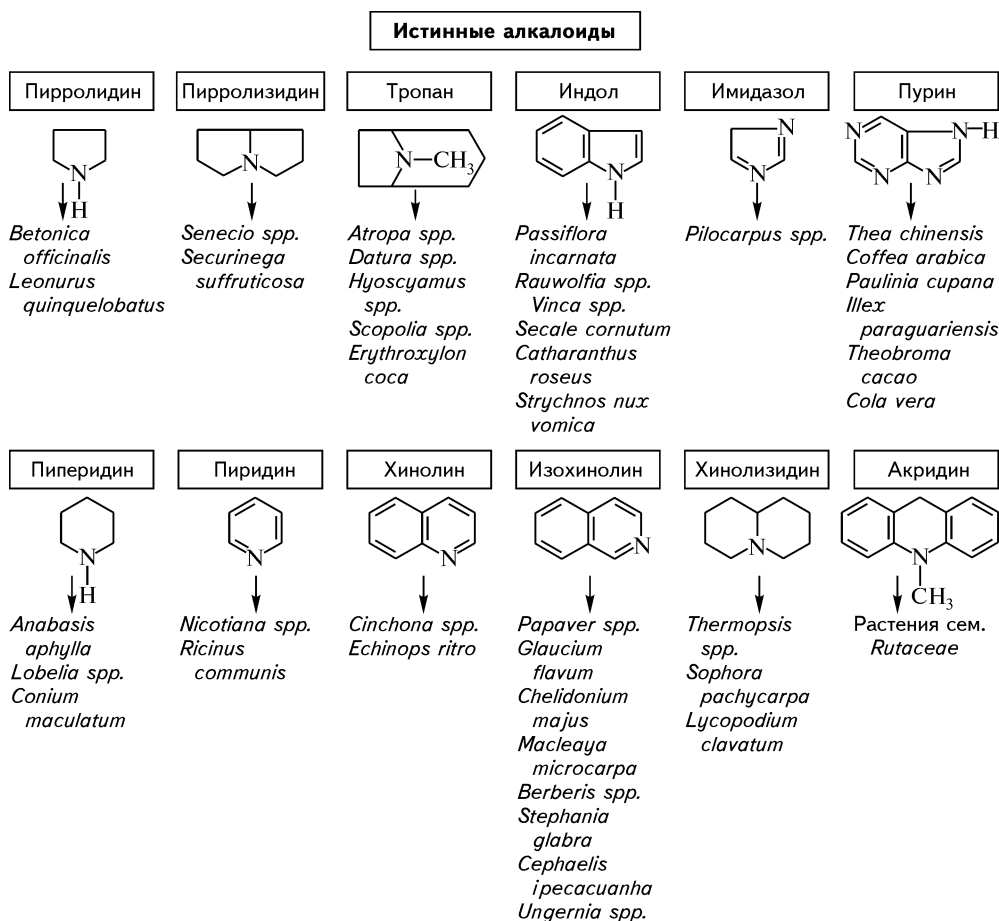 Истинные алкалоиды
Пирролидин
N
H
Betonica
officinalis
Leonurus
quinquelobatus
Пирролизидин
N
Senecio spp.
Securinega
suffruticosa
Тропан
N—CH3
Atropa spp.
Datura spp.
Hyoscyamus
spp.
Scopolia spp.
Erythroxylon
coca
Индол
N
H
Passiflora
incarnata
Rauwolfia spp.
Vinca spp.
Secale cornutum
Catharanthus
roseus
Strychnos nux
vomica
Имидазол
N
N
Pilocarpus spp.
Пурин
N
N—H
N
N
Thea chinensis
Coffea arabica
Paulinia cupana
Illex
paraguariensis
Theobroma
cacao
Cola vera
Пиперидин
N
H
Anabasis
aphylla
Lobelia spp.
Conium
maculatum
Пиридин
N
Nicotiana spp.
Ricinus
communis
Хинолин
N
Cinchona spp.
Echinops ritro
Изохинолин
N
Papaver spp.
Glaucium
flavum
Chelidonium
majus
Macleaya
microcarpa
Berberis spp.
Stephania
glabra
Cephaelis
ipecacuanha
Ungernia spp.
Хинолизидин
N
Thermopsis
spp.
Sophora
pachycarpa
Lycopodium
clavatum
Акридин
N
CH3
Растения сем.
Rutaceae